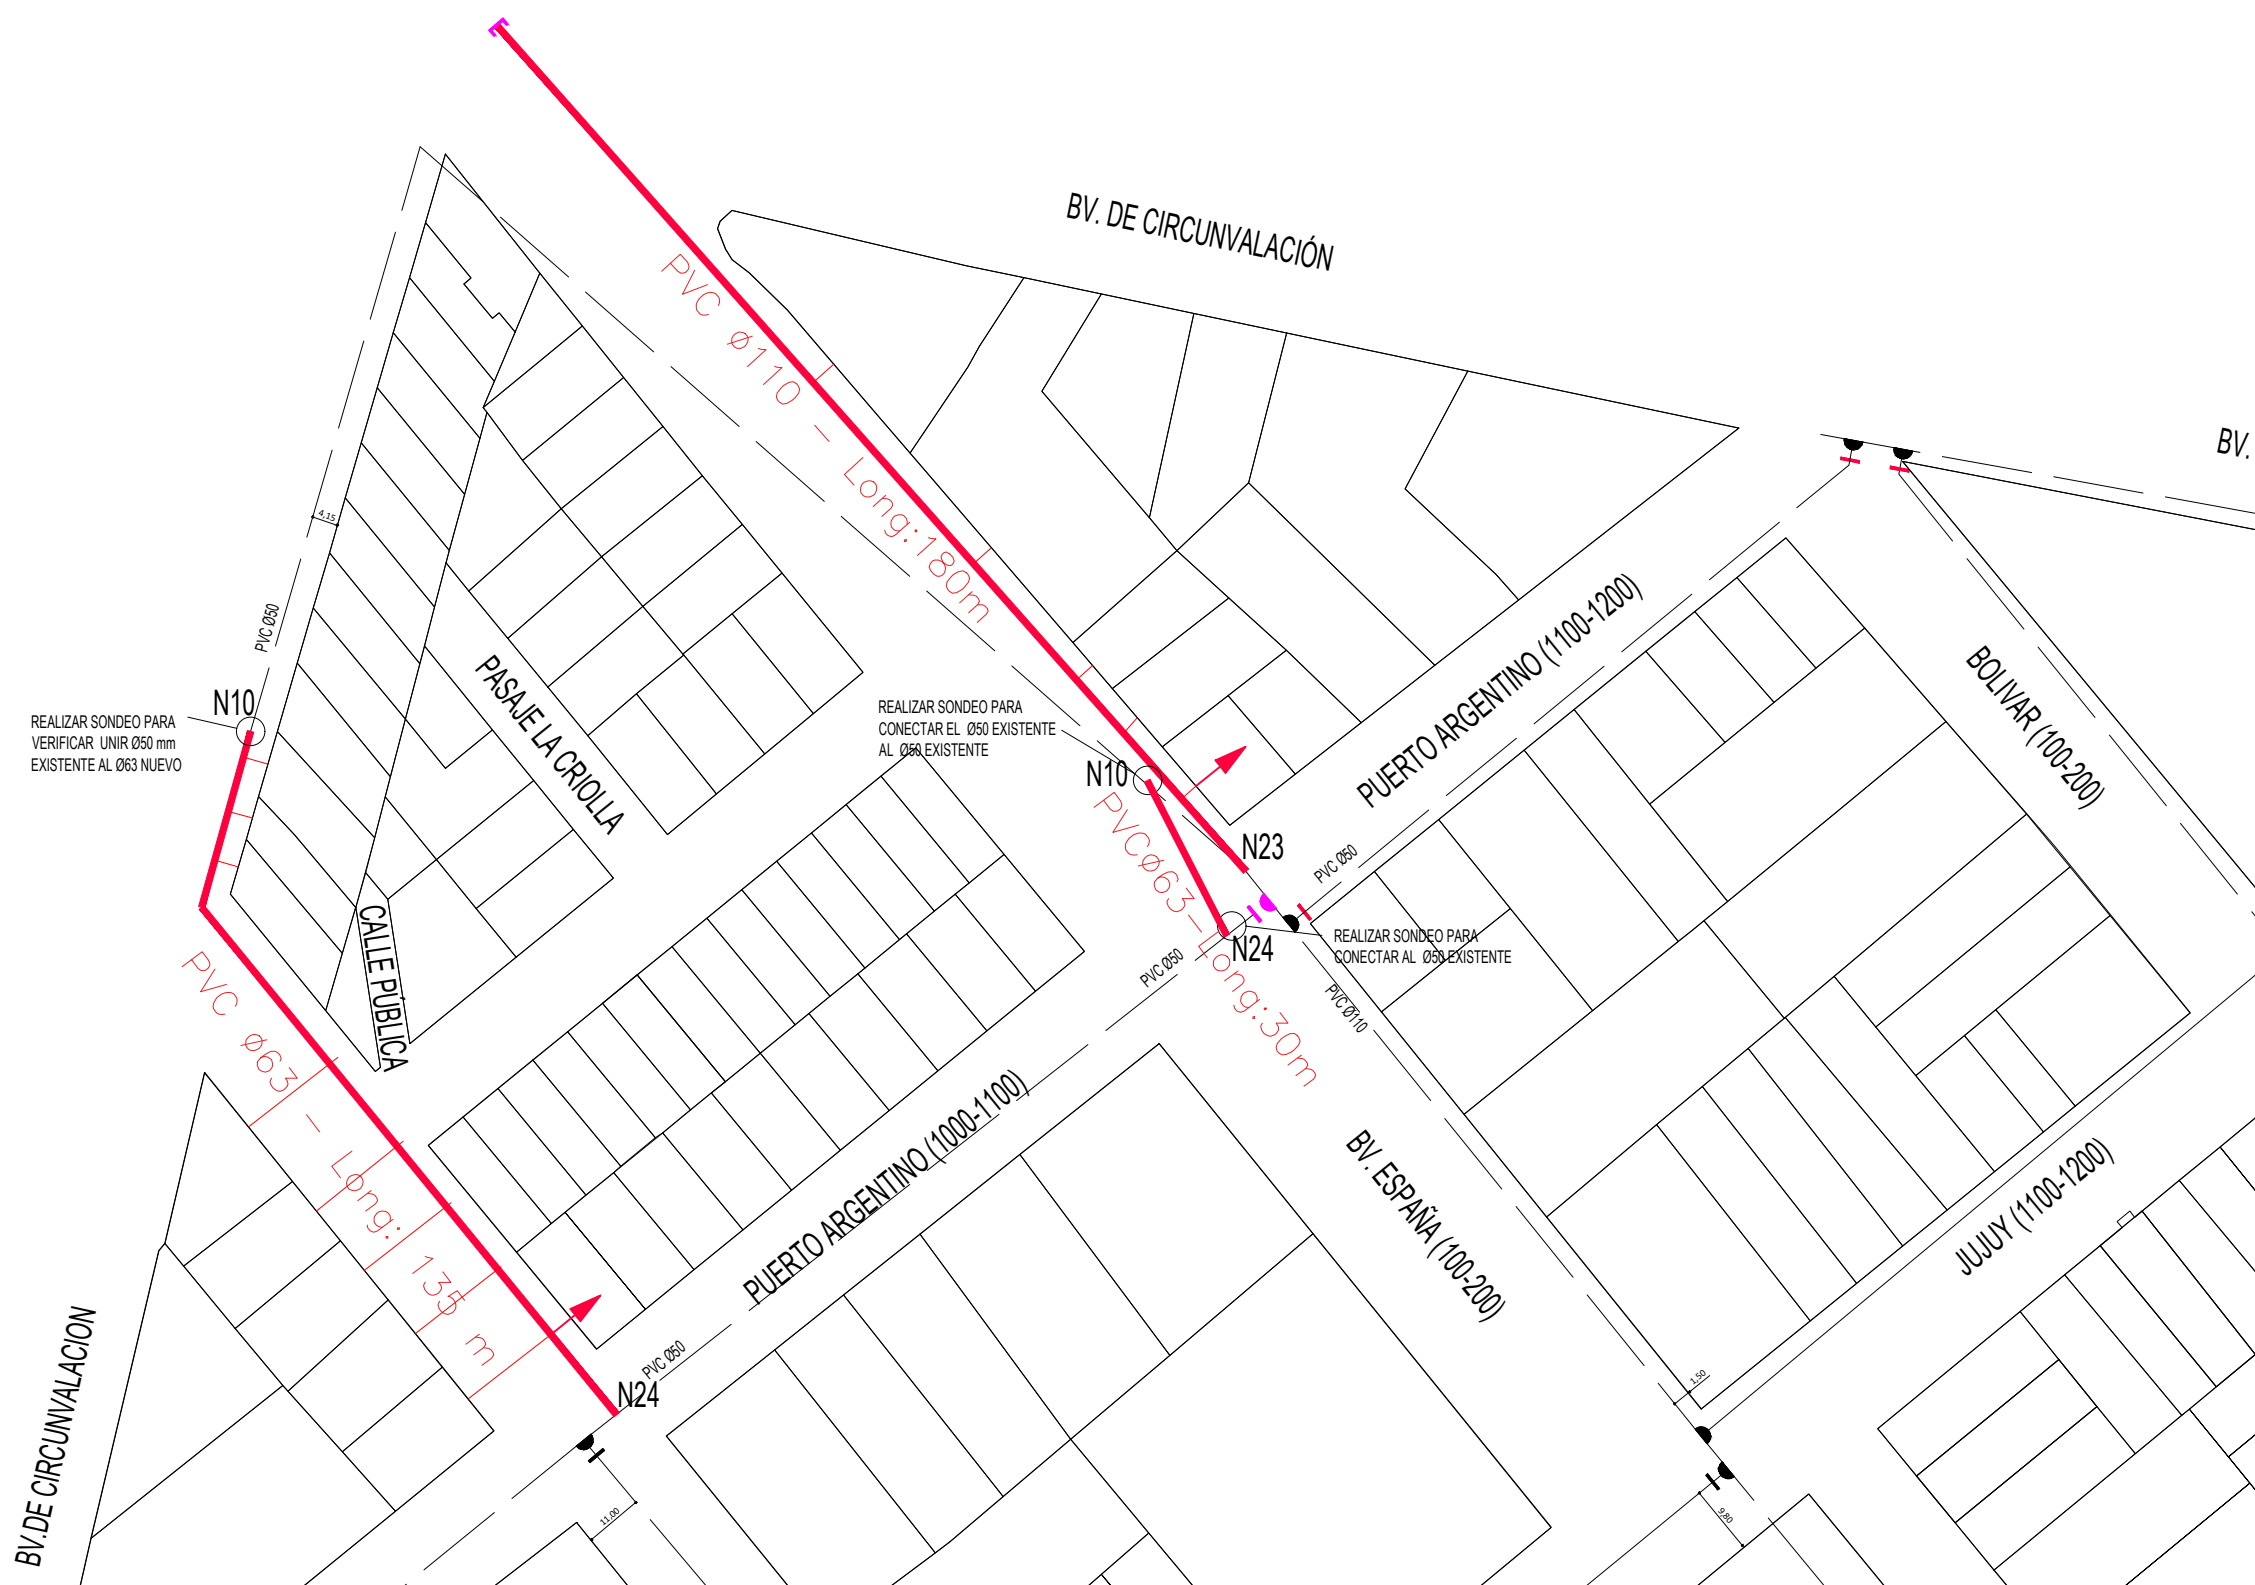 BV. DE CIRCUNVALACIÓN
PVC Ø110 - Long:180m
BV.
4,15
PVC Ø50
N10
REALIZAR SONDEO PARA
VERIFICAR UNIR Ø50 mm
EXISTENTE AL Ø63 NUEVO
PASAJE LA CRIOLLA
REALIZAR SONDEO PARA
CONECTAR EL Ø50 EXISTENTE
AL Ø50 EXISTENTE
N10
PUERTO ARGENTINO (1100-1200)
BOLIVAR (100-200)
N23
PVC Ø50
PVCØ63-Long:30m
N24
REALIZAR SONDEO PARA
CONECTAR AL Ø50 EXISTENTE
PVC Ø50
PVC Ø110
CALLE PÚBLICA
PVC Ø63 - Long: 135 m
PUERTO ARGENTINO (1000-1100)
BV. ESPAÑA (100-200)
JUJUY (1100-1200)
PVC Ø50
N24
BV.DE CIRCUNVALACION
1,50
11,00
9,80